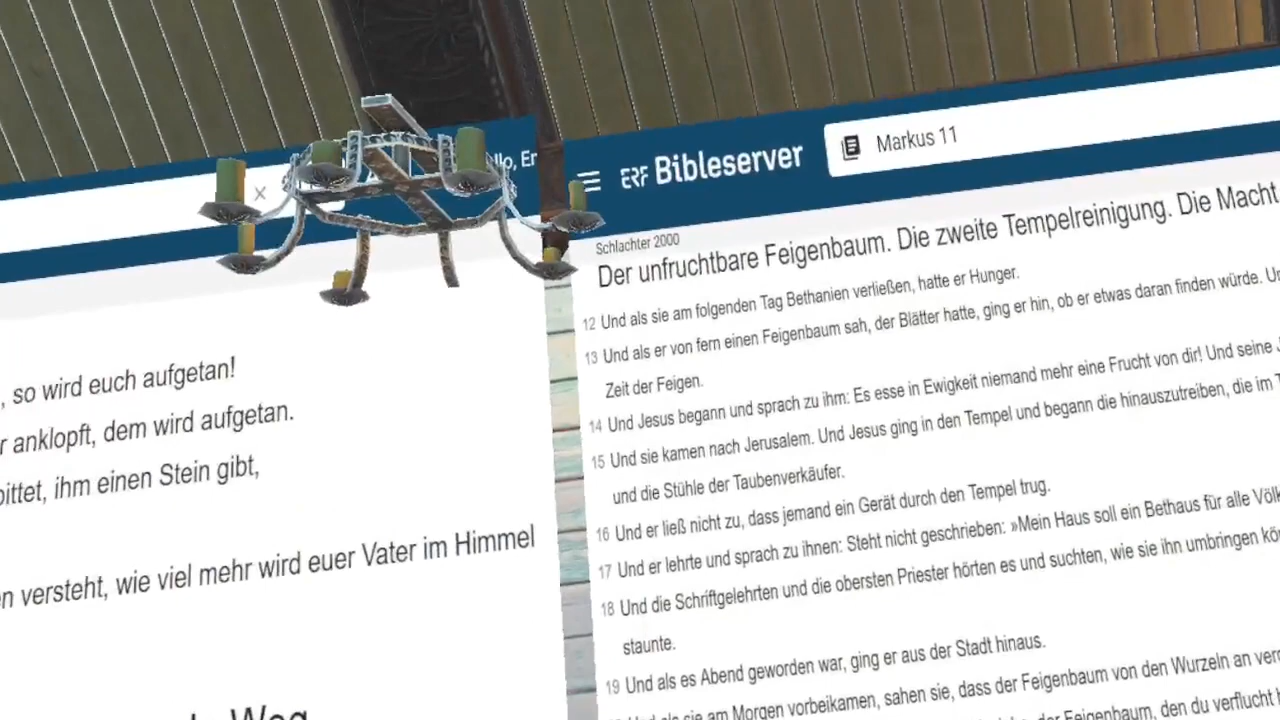 llo, Er
, so wird euch aufgetan!
r anklopft, dem wird aufgetan.
bittet, ihm einen Stein gibt,
en versteht, wie viel mehr wird euer Vater im Himmel
Weg
ERF Bibleserver
Markus 11
Schlachter 2000
Der unfruchtbare Feigenbaum. Die zweite Tempelreinigung. Die Macht
12 Und als sie am folgenden Tag Bethanien verließen, hatte er Hunger.
13 Und als er von fern einen Feigenbaum sah, der Blätter hatte, ging er hin, ob er etwas daran finden würde. Un
Zeit der Feigen.
14 Und Jesus begann und sprach zu ihm: Es esse in Ewigkeit niemand mehr eine Frucht von dir! Und seine J
15 Und sie kamen nach Jerusalem. Und Jesus ging in den Tempel und begann die hinauszutreiben, die im T
und die Stühle der Taubenverkäufer.
16 Und er ließ nicht zu, dass jemand ein Gerät durch den Tempel trug.
17 Und er lehrte und sprach zu ihnen: Steht nicht geschrieben: »Mein Haus soll ein Bethaus für alle Völk
18 Und die Schriftgelehrten und die obersten Priester hörten es und suchten, wie sie ihn umbringen kön
staunte.
19 Und als es Abend geworden war, ging er aus der Stadt hinaus.
als sie am Morgen vorbeikamen, sahen sie, dass der Feigenbaum von den Wurzeln an verd
der Feigenbaum, den du verflucht